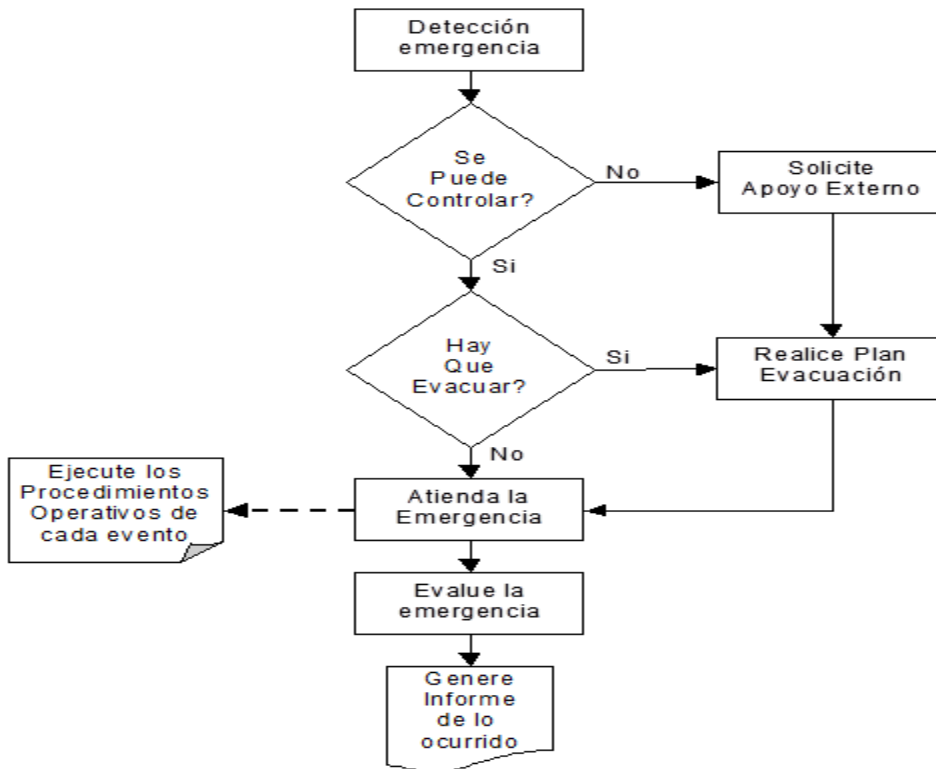 Detección
emergencia
Se
Puede
Controlar?
No
Solicite
Apoyo Externo
Si
Hay
Que
Evacuar?
Si
Realice Plan
Evacuación
No
Ejecute los
Procedimientos
Operativos de
cada evento
Atienda la
Emergencia
Evalue la
emergencia
Genere
Informe
de lo
ocurrido